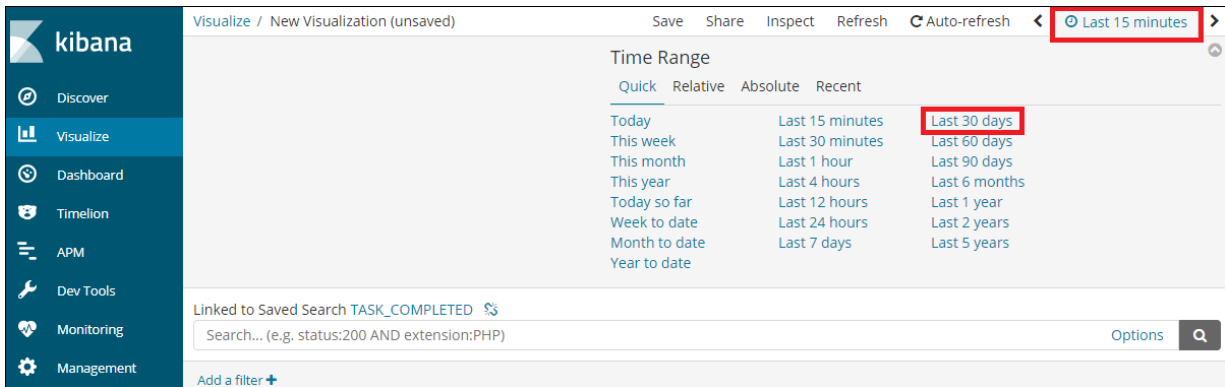 kibana
Discover
Visualize
Dashboard
Timelion
APM
Dev Tools
Monitoring
Management
Visualize / New Visualization (unsaved)
Save Share Inspect Refresh Auto-refresh Last 15 minutes
Time Range
Quick Relative Absolute Recent
Today Last 15 minutes Last 30 days
This week Last 30 minutes Last 60 days
This month Last 1 hour Last 90 days
This year Last 4 hours Last 6 months
Today so far Last 12 hours Last 1 year
Week to date Last 24 hours Last 2 years
Month to date Last 7 days Last 5 years
Year to date
Linked to Saved Search TASK_COMPLETED
Search... (e.g. status:200 AND extension:PHP) Options
Add a filter +